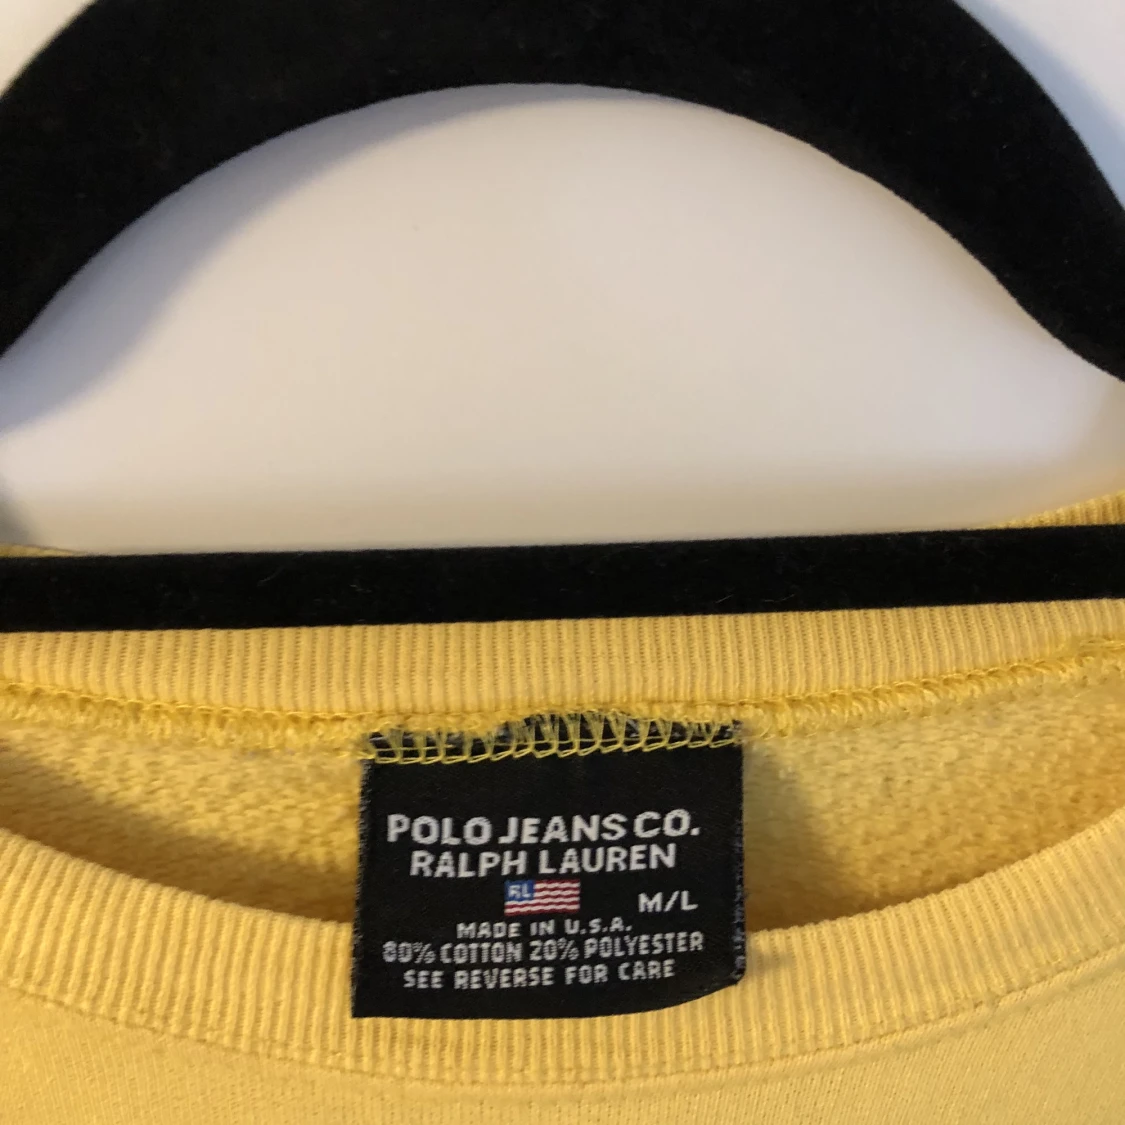 POLO JEANS CO.
RALPH LAUREN
RL
M/L
MADE IN U.S.A.
80% COTTON 20% POLYESTER
SEE REVERSE FOR CARE